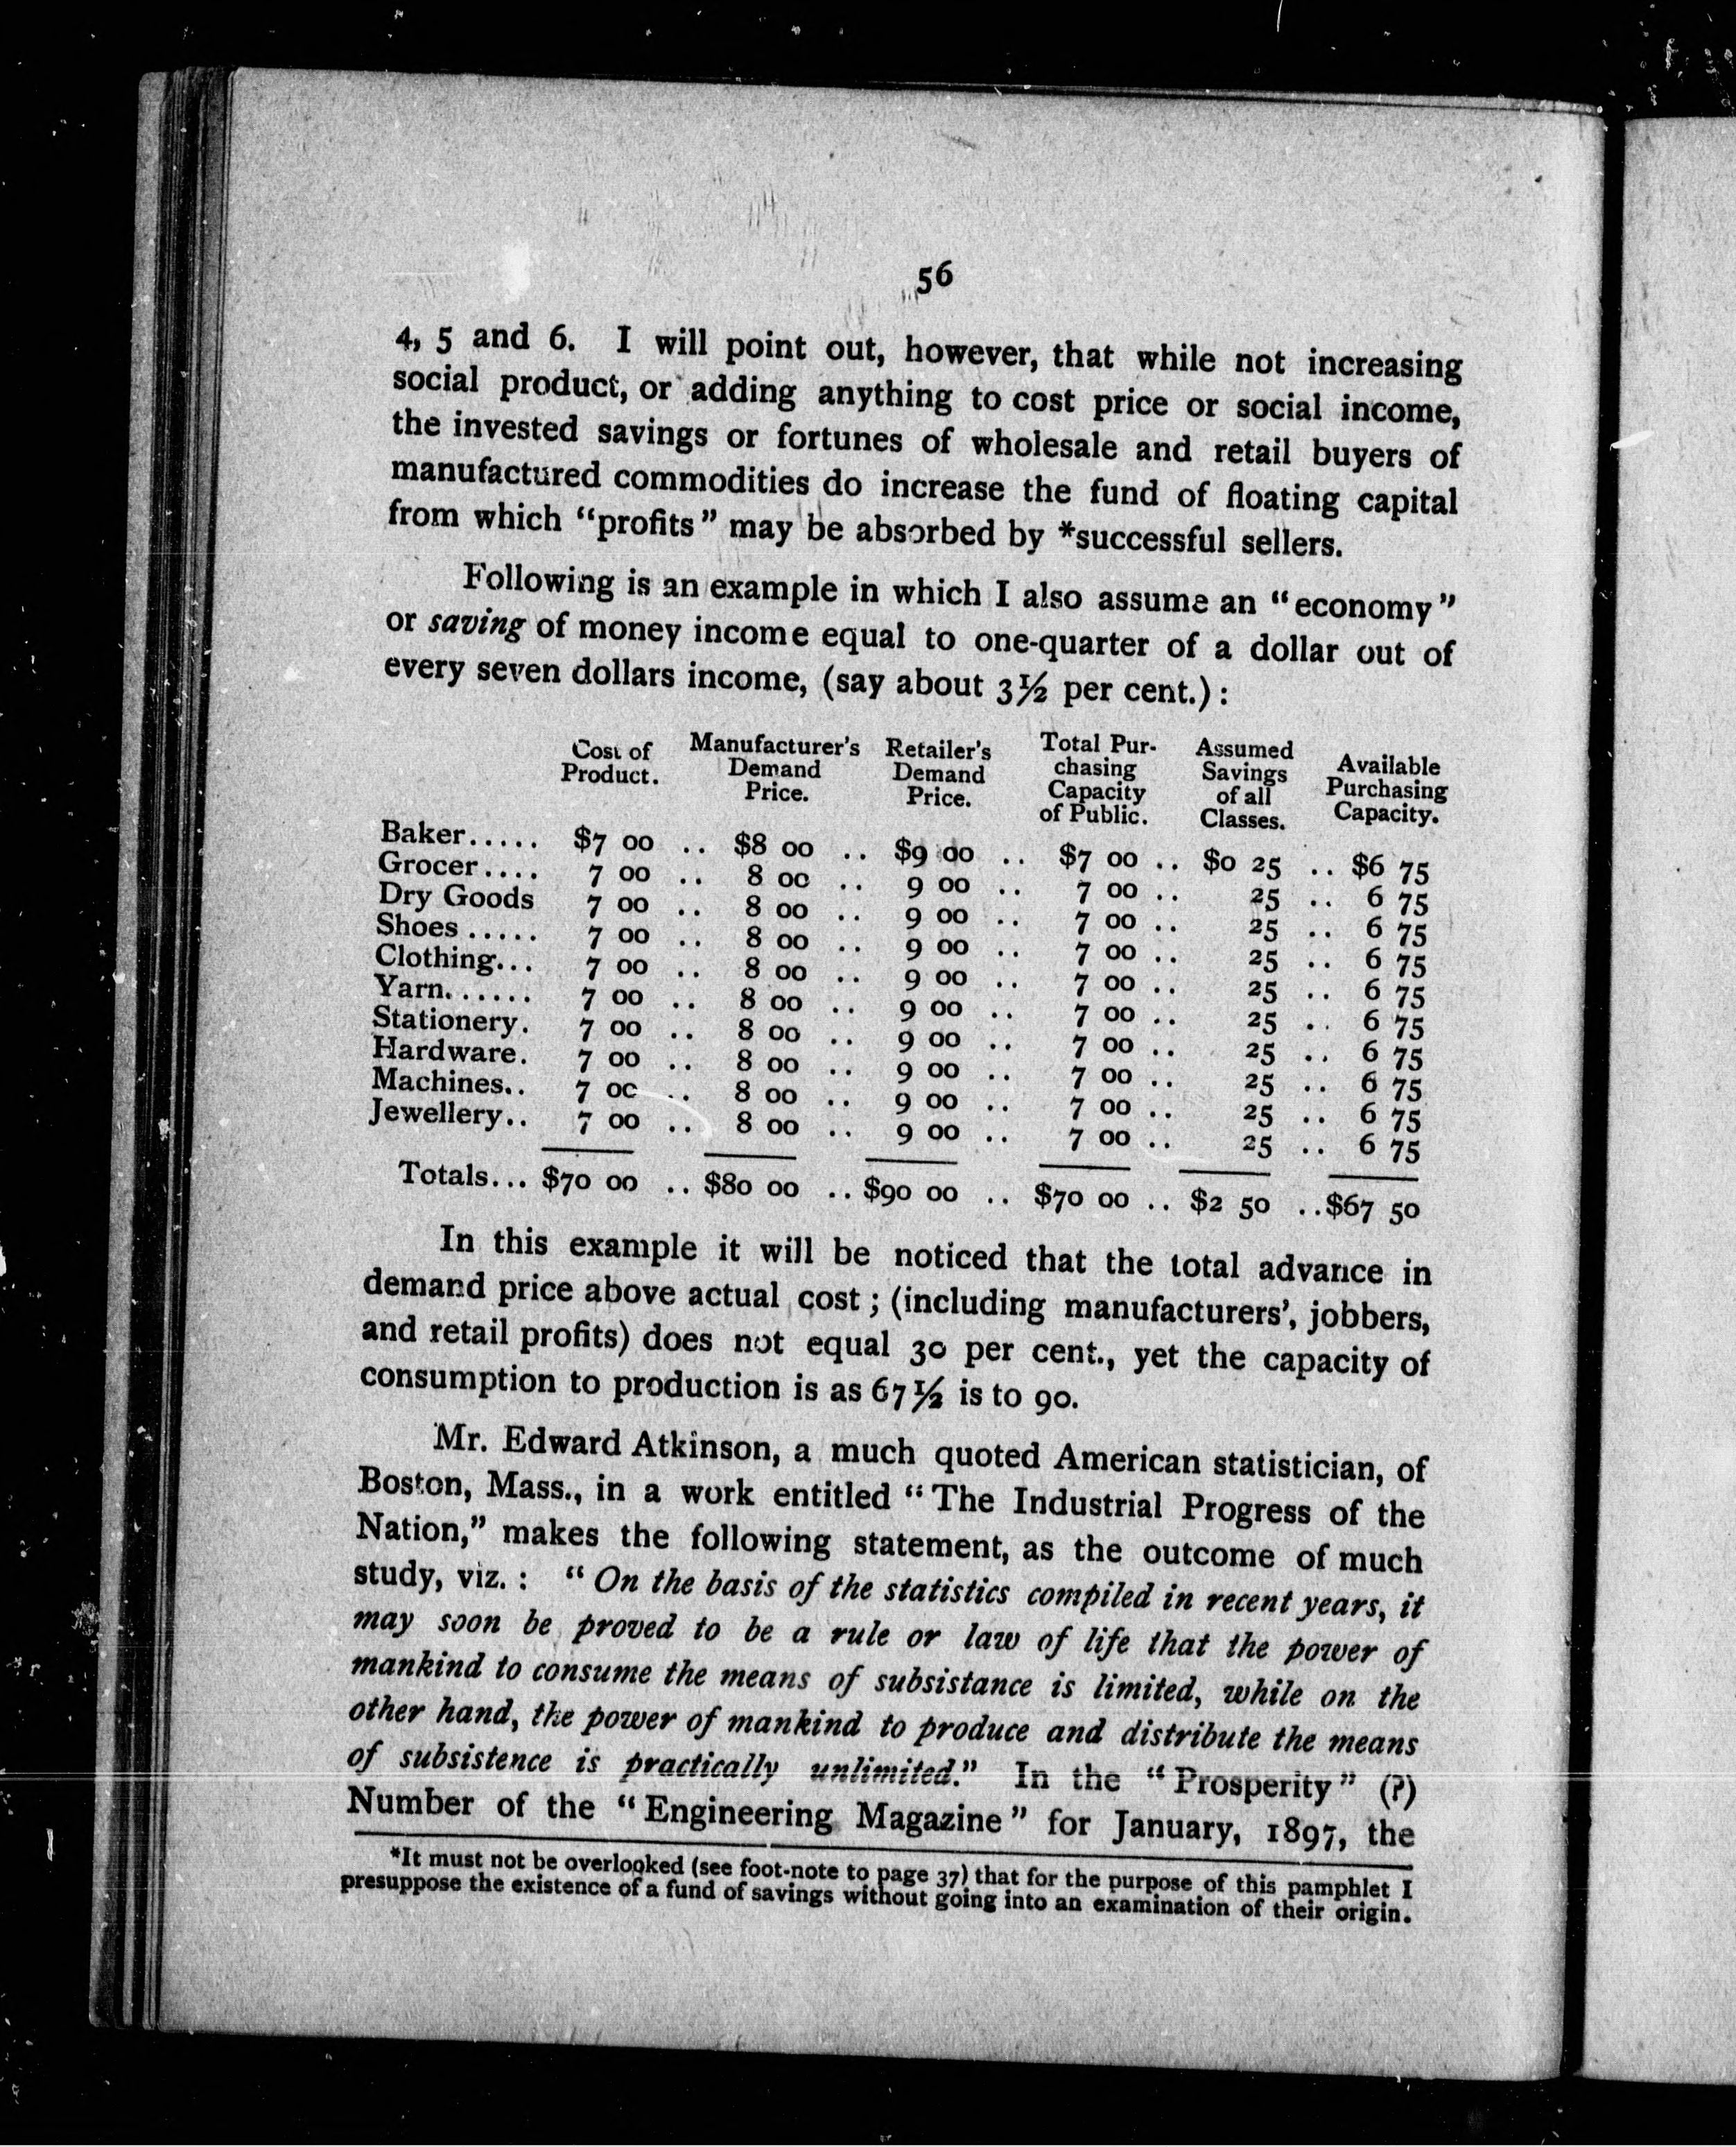 56
4, 5 and 6. I will point out, however, that while not increasing
social product, or adding anything to cost price or social income,
the invested savings or fortunes of wholesale and retail buyers of
manufactured commodities do increase the fund of floating capital
from which “profits” may be absorbed by *successful sellers.
Following is an example in which I also assume an “economy”
or saving of money income equal to one-quarter of a dollar out of
every seven dollars income, (say about 3½ per cent.) :
Cost of Product. Manufacturer's Demand Price. Retailer's Demand Price. Total Pur-chasing Capacity of Public. Assumed Savings of all Classes. Available Purchasing Capacity.
Baker..... $7 00 .. $8 00 .. $9 00 .. $7 00 .. $0 25 .. $6 75
Grocer.... 7 00 .. 8 00 .. 9 00 .. 7 00 .. 25 .. 6 75
Dry Goods 7 00 .. 8 00 .. 9 00 .. 7 00 .. 25 .. 6 75
Shoes ..... 7 00 .. 8 00 .. 9 00 .. 7 00 .. 25 .. 6 75
Clothing... 7 00 .. 8 00 .. 9 00 .. 7 00 .. 25 .. 6 75
Yarn...... 7 00 .. 8 00 .. 9 00 .. 7 00 .. 25 .. 6 75
Stationery. 7 00 .. 8 00 .. 9 00 .. 7 00 .. 25 .. 6 75
Hardware. 7 00 .. 8 00 .. 9 00 .. 7 00 .. 25 .. 6 75
Machines.. 7 00 .. 8 00 .. 9 00 .. 7 00 .. 25 .. 6 75
Jewellery.. 7 00 .. 8 00 .. 9 00 .. 7 00 .. 25 .. 6 75
Totals... $70 00 .. $80 00 .. $90 00 .. $70 00 .. $2 50 .. $67 50
In this example it will be noticed that the total advance in
demand price above actual cost ; (including manufacturers', jobbers,
and retail profits) does not equal 30 per cent., yet the capacity of
consumption to production is as 67½ is to 90.
Mr. Edward Atkinson, a much quoted American statistician, of
Boston, Mass., in a work entitled “The Industrial Progress of the
Nation,” makes the following statement, as the outcome of much
study, viz. : “On the basis of the statistics compiled in recent years, it
may soon be proved to be a rule or law of life that the power of
mankind to consume the means of subsistance is limited, while on the
other hand, the power of mankind to produce and distribute the means
of subsistence is practically unlimited.” In the “Prosperity” (?)
Number of the “Engineering Magazine” for January, 1897, the
*It must not be overlooked (see foot-note to page 37) that for the purpose of this pamphlet I
presuppose the existence of a fund of savings without going into an examination of their origin.